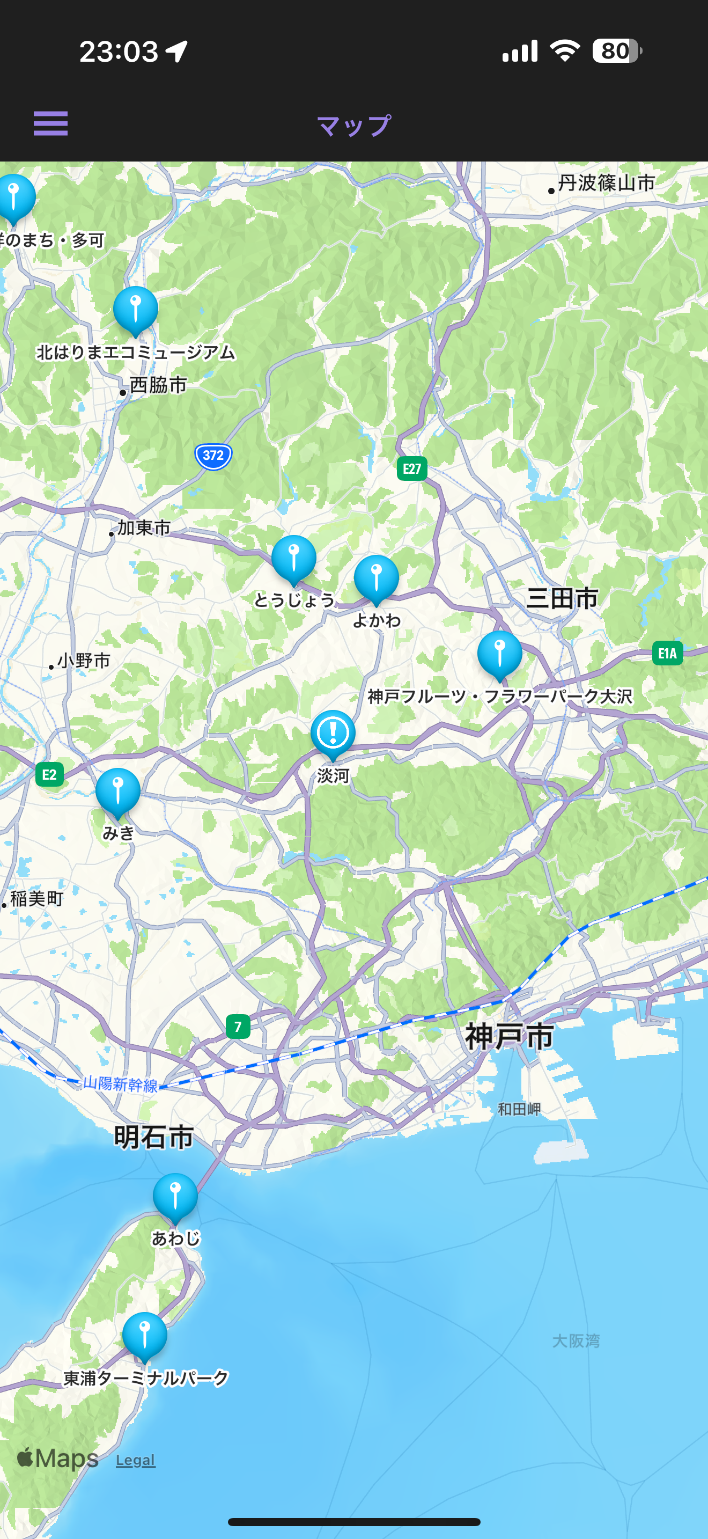 23:03
80
マップ
丹波篠山市
のまち・多可
北はりまエコミュージアム
西脇市
372
E27
加東市
とうじょう
よかわ
三田市
小野市
E1A
神戸フルーツ・フラワーパーク大沢
淡河
E2
みき
稲美町
7
神戸市
山陽新幹線
和田岬
明石市
あわじ
大阪湾
東浦ターミナルパーク
Maps
Legal